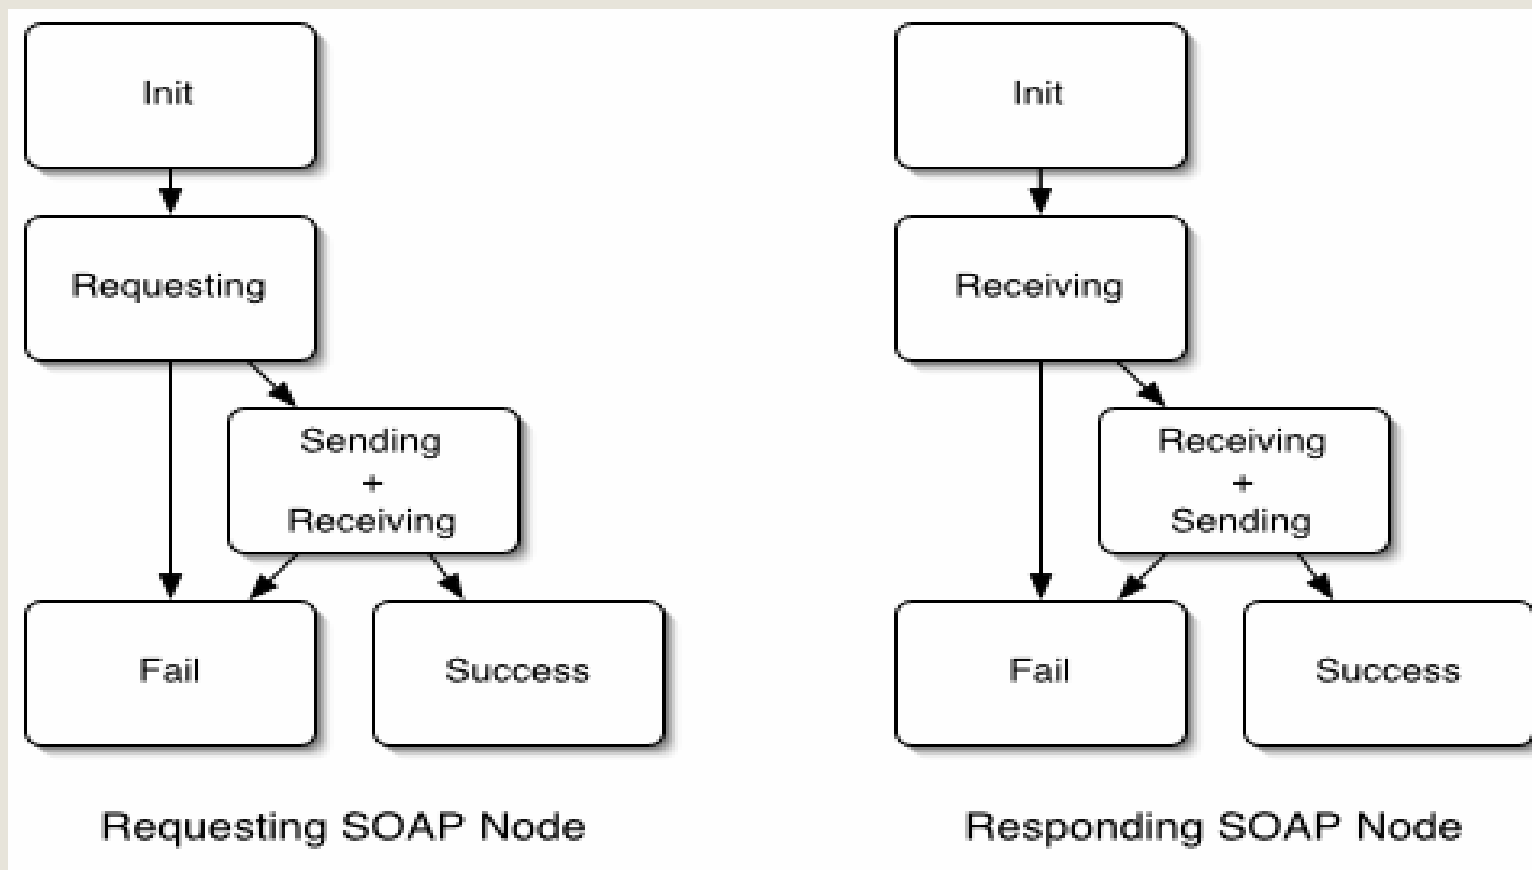 Init
Requesting
Sending
+
Receiving
Fail
Success
Requesting SOAP Node
Init
Receiving
Receiving
+
Sending
Fail
Success
Responding SOAP Node